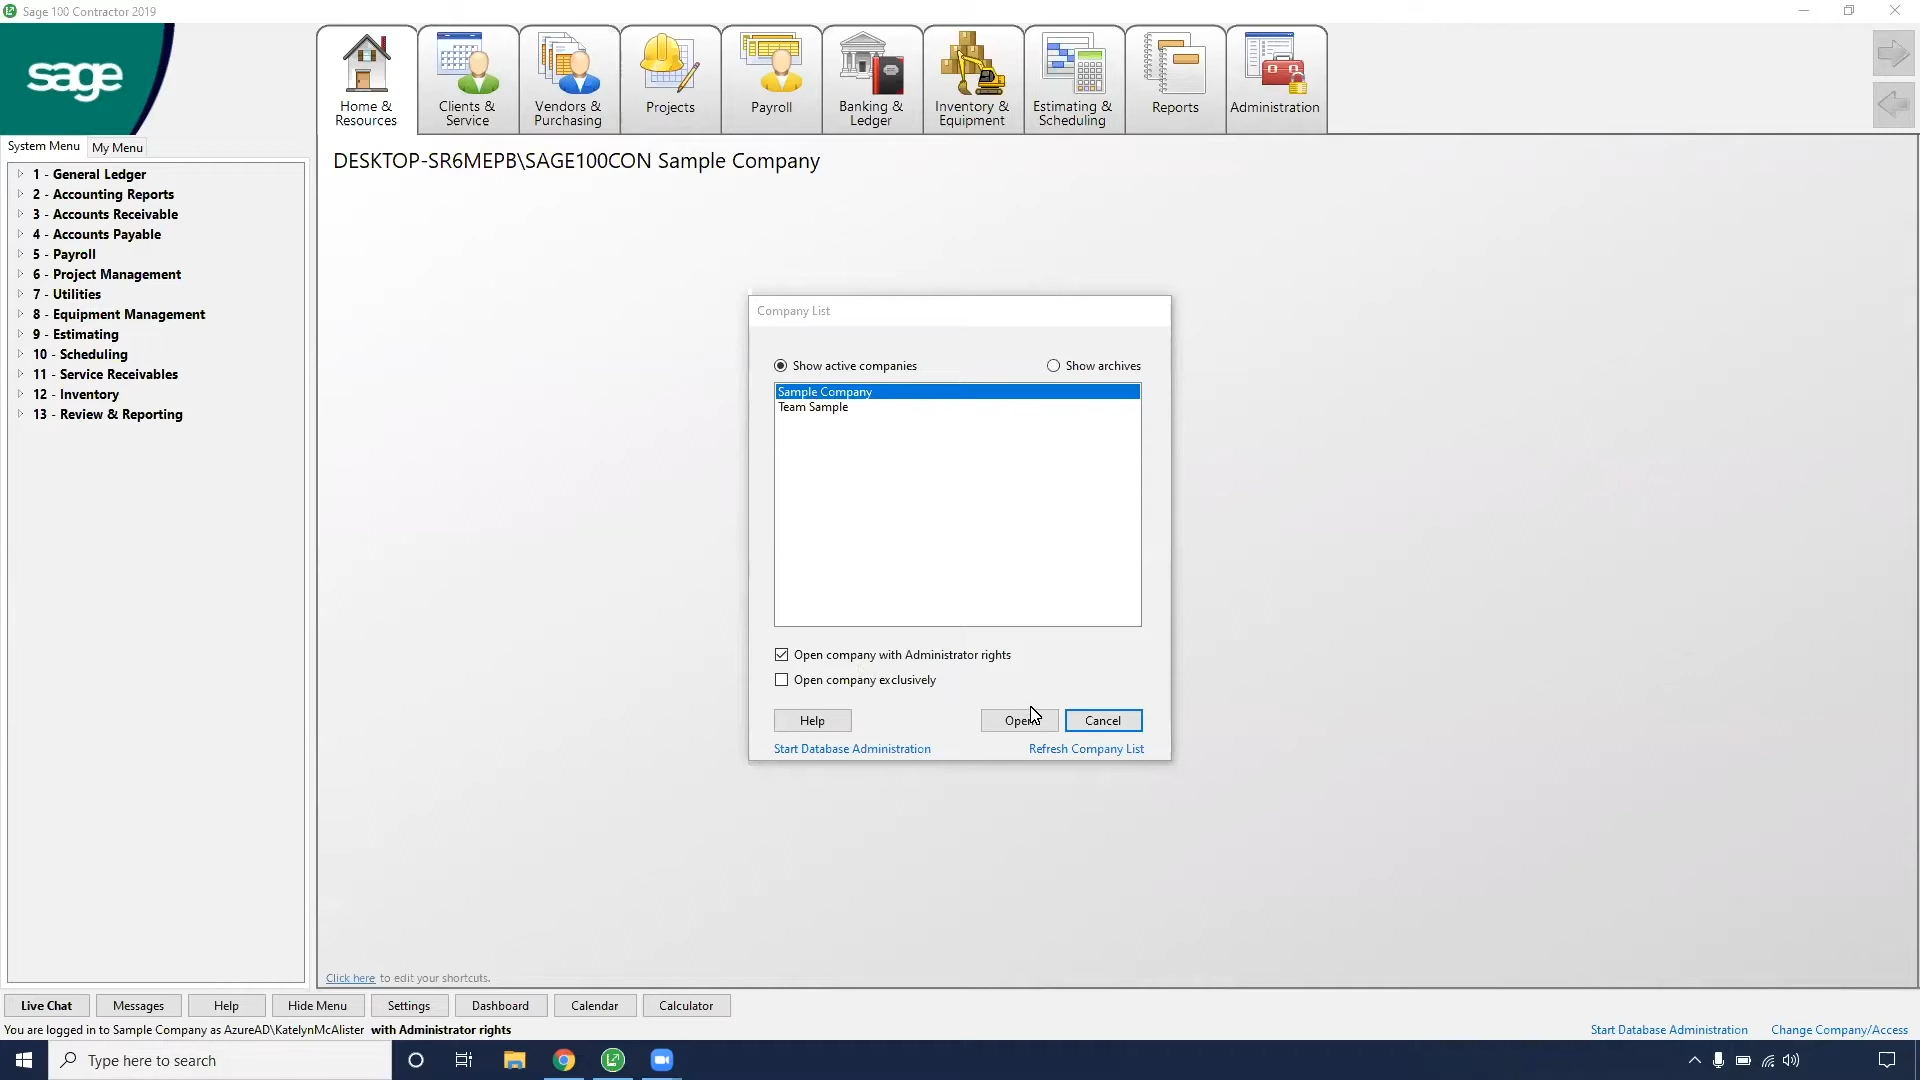 Sage 100 Contractor 2019
sage
Home & Resources
Clients & Service
Vendors & Purchasing
Projects
Payroll
Banking & Ledger
Inventory & Equipment
Estimating & Scheduling
Reports
Administration
System Menu
My Menu
1 - General Ledger
2 - Accounting Reports
3 - Accounts Receivable
4 - Accounts Payable
5 - Payroll
6 - Project Management
7 - Utilities
8 - Equipment Management
9 - Estimating
10 - Scheduling
11 - Service Receivables
12 - Inventory
13 - Review & Reporting
DESKTOP-SR6MEPB\SAGE100CON Sample Company
Company List
Show active companies
Show archives
Sample Company
Team Sample
Open company with Administrator rights
Open company exclusively
Help
Open
Cancel
Start Database Administration
Refresh Company List
Click here to edit your shortcuts.
Live Chat
Messages
Help
Hide Menu
Settings
Dashboard
Calendar
Calculator
You are logged in to Sample Company as AzureAD\KatelynMcAlister with Administrator rights
Start Database Administration
Change Company/Access
Type here to search